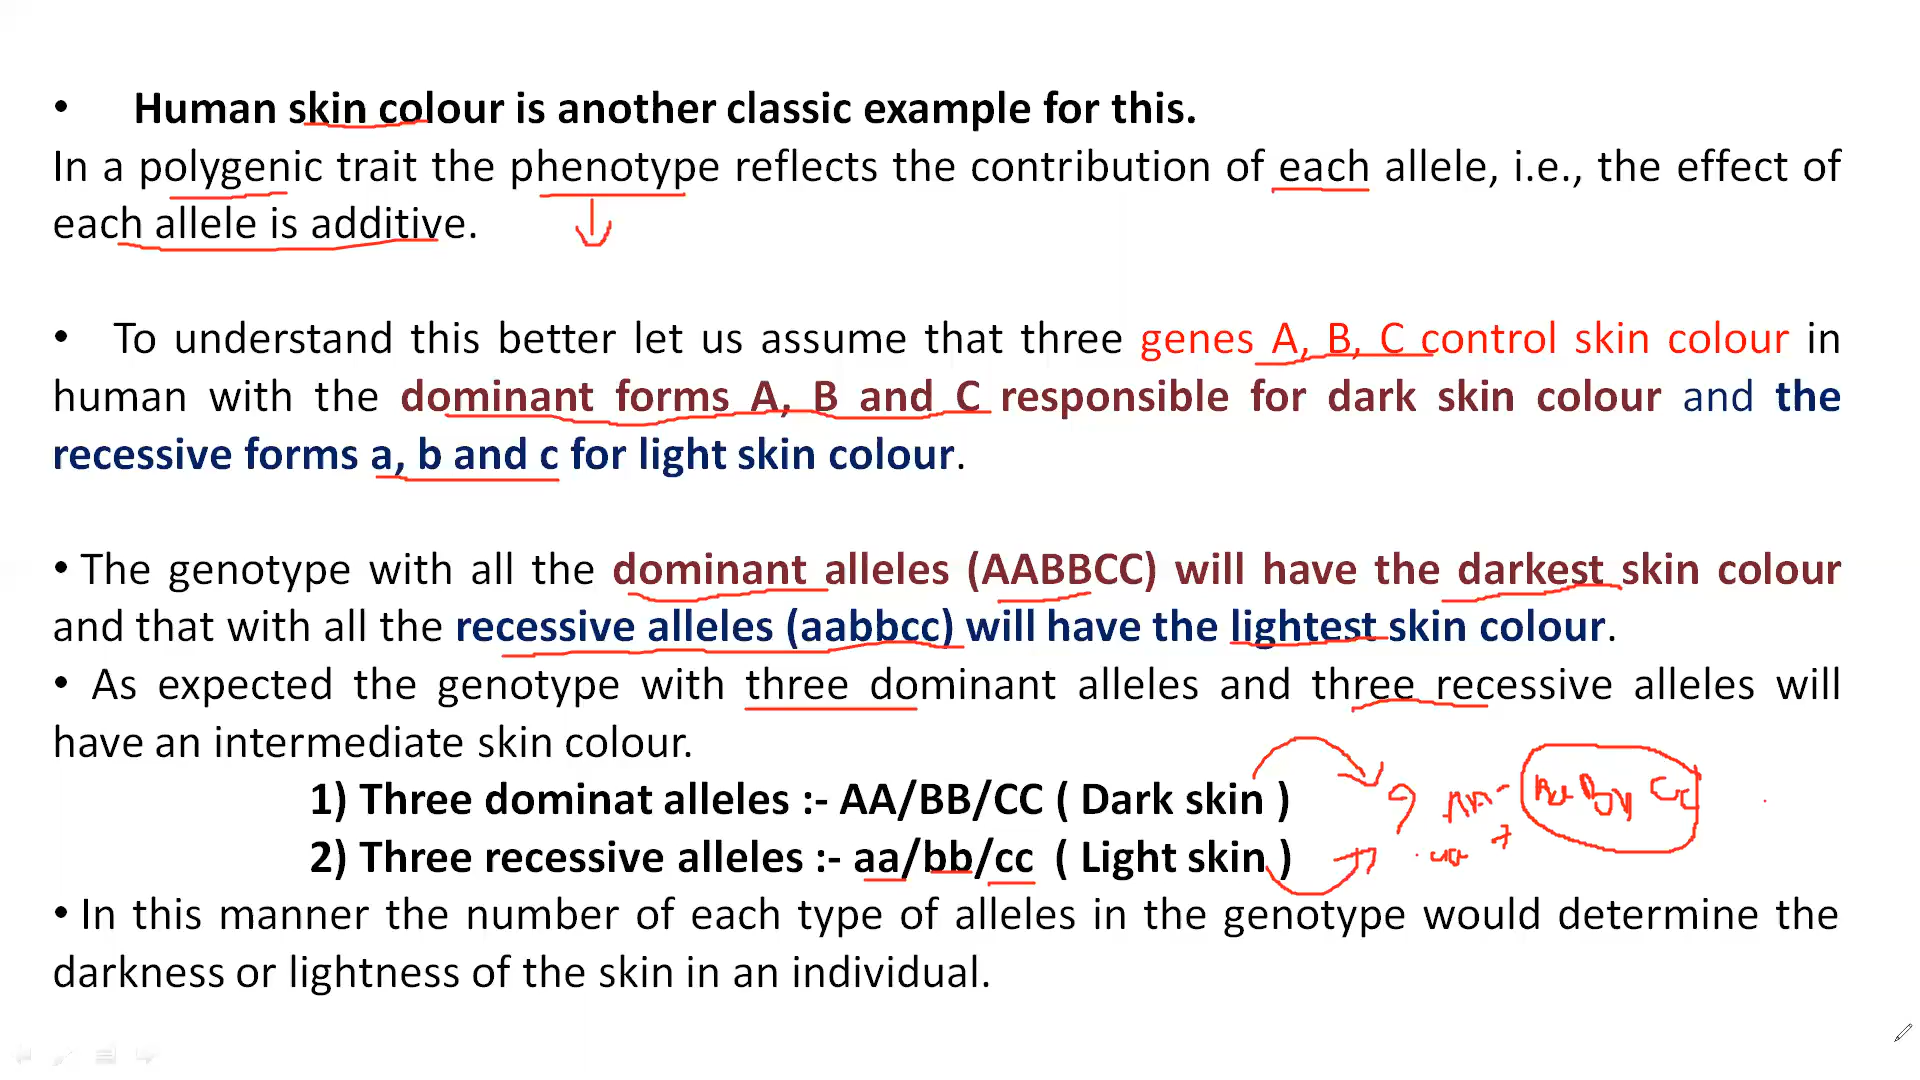 • Human skin colour is another classic example for this.
In a polygenic trait the phenotype reflects the contribution of each allele, i.e., the effect of
each allele is additive.
• To understand this better let us assume that three genes A, B, C control skin colour in
human with the dominant forms A, B and C responsible for dark skin colour and the
recessive forms a, b and c for light skin colour.
• The genotype with all the dominant alleles (AABBCC) will have the darkest skin colour
and that with all the recessive alleles (aabbcc) will have the lightest skin colour.
• As expected the genotype with three dominant alleles and three recessive alleles will
have an intermediate skin colour.
1) Three dominat alleles :- AA/BB/CC ( Dark skin )
2) Three recessive alleles :- aa/bb/cc ( Light skin )
• In this manner the number of each type of alleles in the genotype would determine the
darkness or lightness of the skin in an individual.